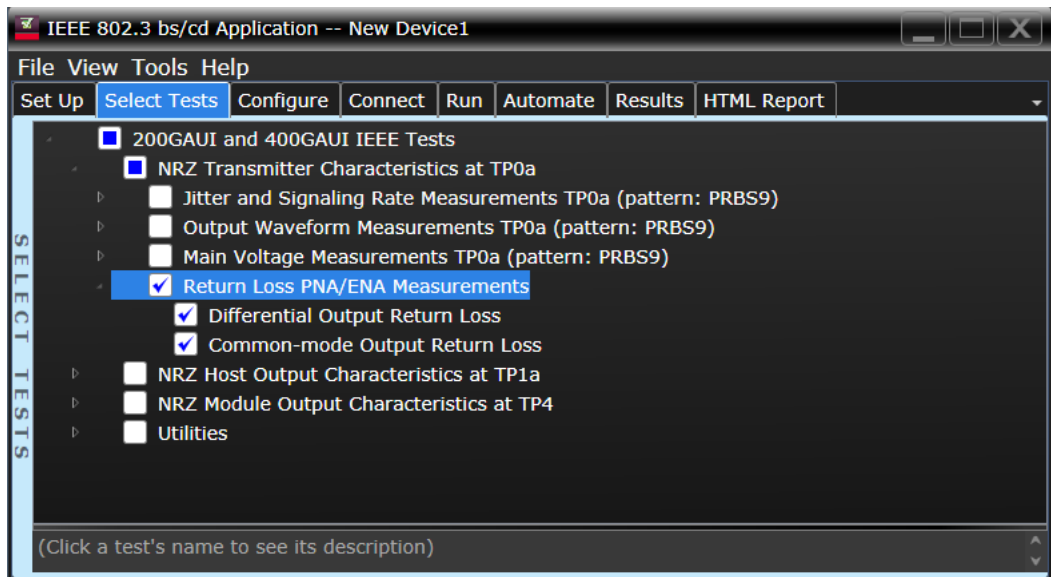 IEEE 802.3 bs/cd Application -- New Device1
File View Tools Help
Set Up Select Tests Configure Connect Run Automate Results HTML Report
SELECT TESTS
200GAUI and 400GAUI IEEE Tests
NRZ Transmitter Characteristics at TP0a
Jitter and Signaling Rate Measurements TP0a (pattern: PRBS9)
Output Waveform Measurements TP0a (pattern: PRBS9)
Main Voltage Measurements TP0a (pattern: PRBS9)
Return Loss PNA/ENA Measurements
Differential Output Return Loss
Common-mode Output Return Loss
NRZ Host Output Characteristics at TP1a
NRZ Module Output Characteristics at TP4
Utilities
(Click a test's name to see its description)